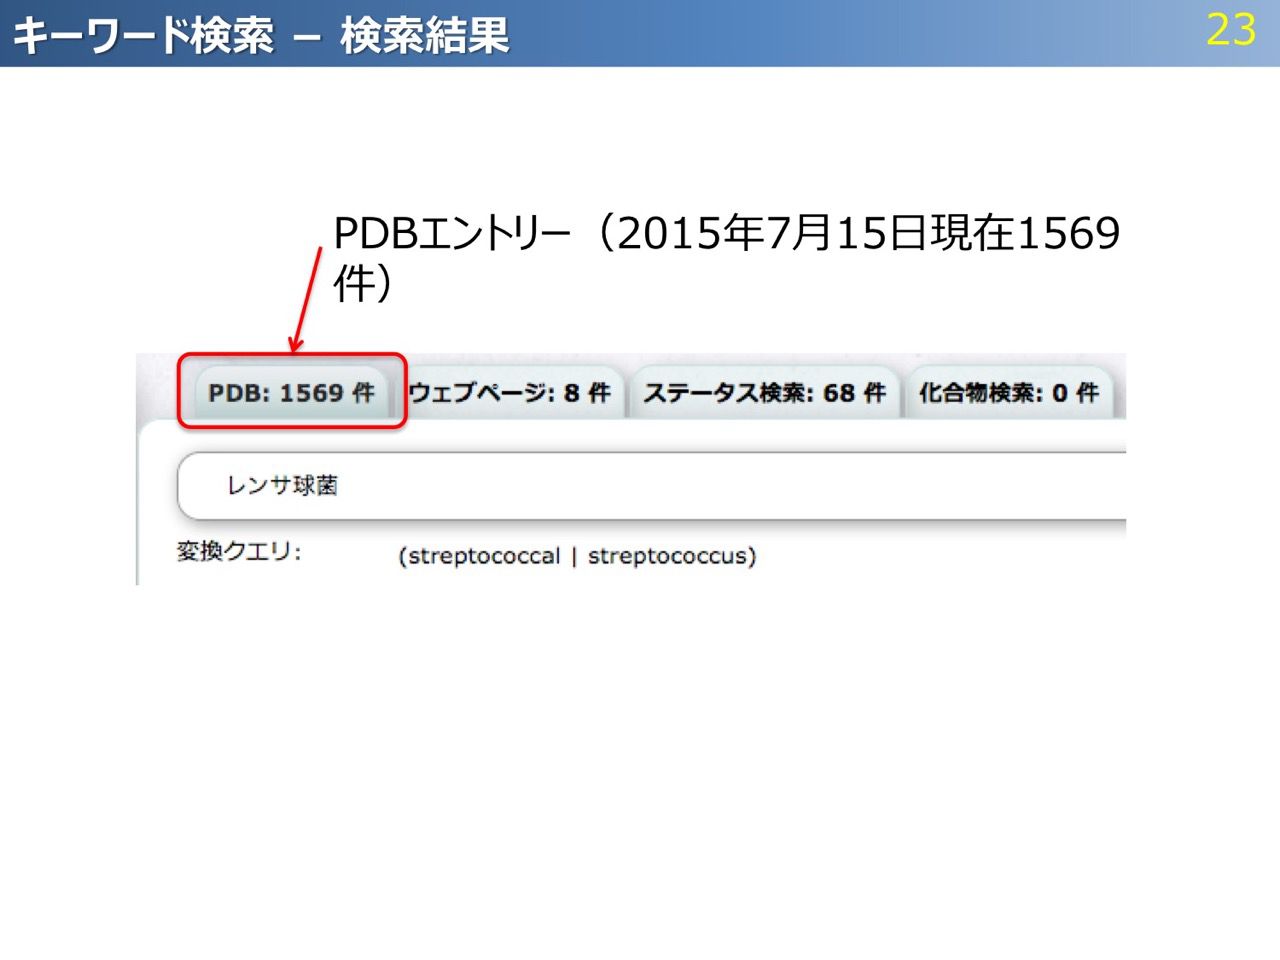 キーワード検索 – 検索結果
23
PDBエントリー（2015年7月15日現在1569
件）
PDB: 1569 件 ウェブページ: 8 件 ステータス検索: 68 件 化合物検索: 0 件
レンサ球菌
変換クエリ: (streptococcal | streptococcus)